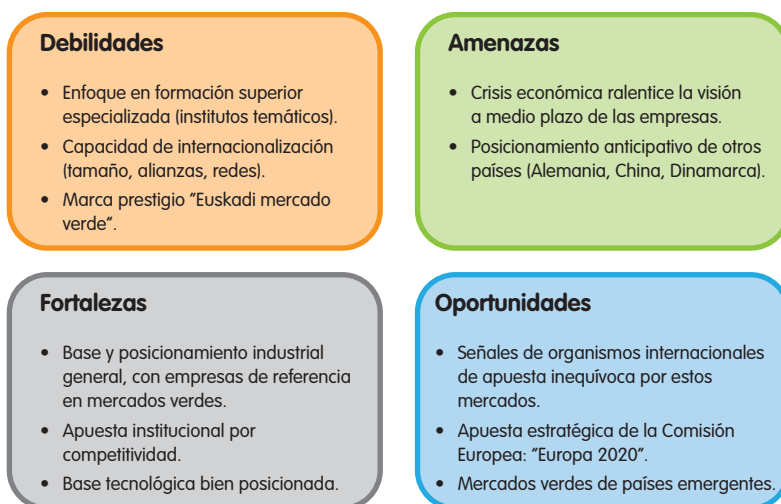 Debilidades
• Enfoque en formación superior
especializada (institutos temáticos).
• Capacidad de internacionalización
(tamaño, alianzas, redes).
• Marca prestigio "Euskadi mercado
verde".
Amenazas
• Crisis económica ralentice la visión
a medio plazo de las empresas.
• Posicionamiento anticipativo de otros
países (Alemania, China, Dinamarca).
Fortalezas
• Base y posicionamiento industrial
general, con empresas de referencia
en mercados verdes.
• Apuesta institucional por
competitividad.
• Base tecnológica bien posicionada.
Oportunidades
• Señales de organismos internacionales
de apuesta inequívoca por estos
mercados.
• Apuesta estratégica de la Comisión
Europea: "Europa 2020".
• Mercados verdes de países emergentes.